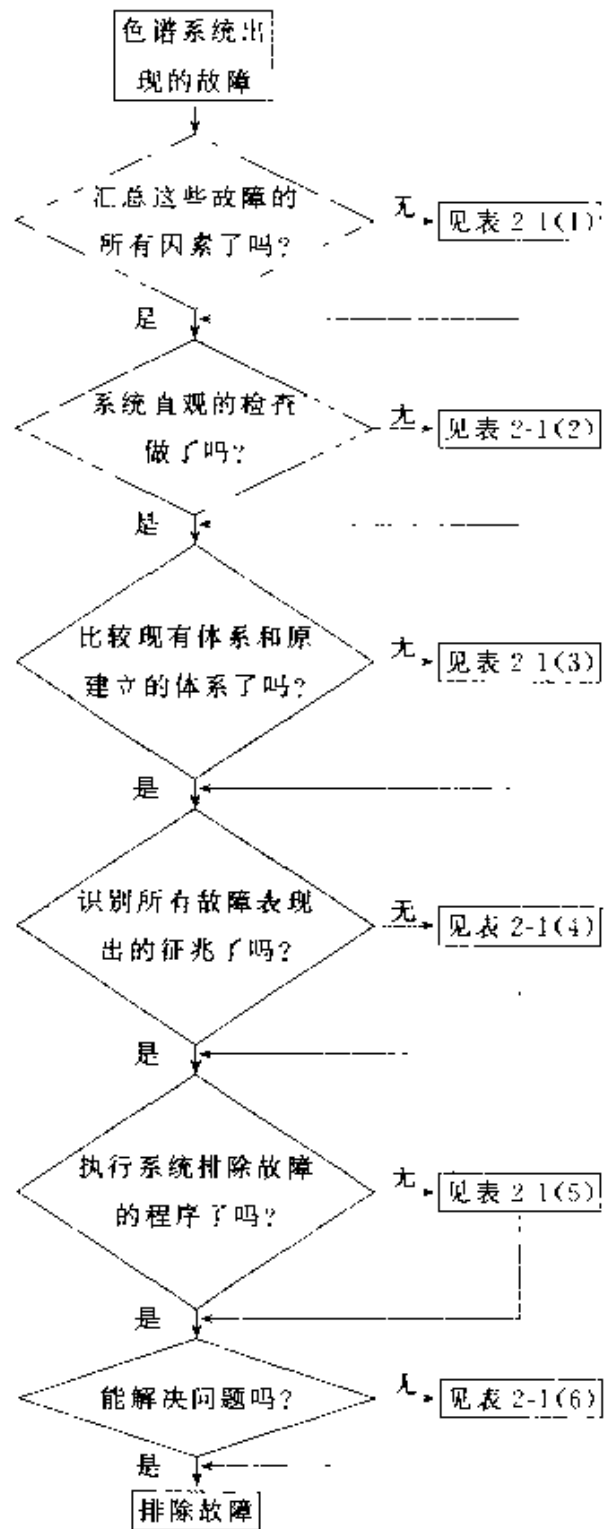 色谱系统出
现的故障
汇总这些故障的
所有因素了吗?
无
见表 2-1(1)
是
系统直观的检查
做了吗?
无
见表 2-1(2)
是
比较现有体系和原
建立的体系了吗?
无
见表 2-1(3)
是
识别所有故障表现
出的征兆了吗?
无
见表 2-1(4)
是
执行系统排除故障
的程序了吗?
无
见表 2-1(5)
是
能解决问题吗?
无
见表 2-1(6)
是
排除故障